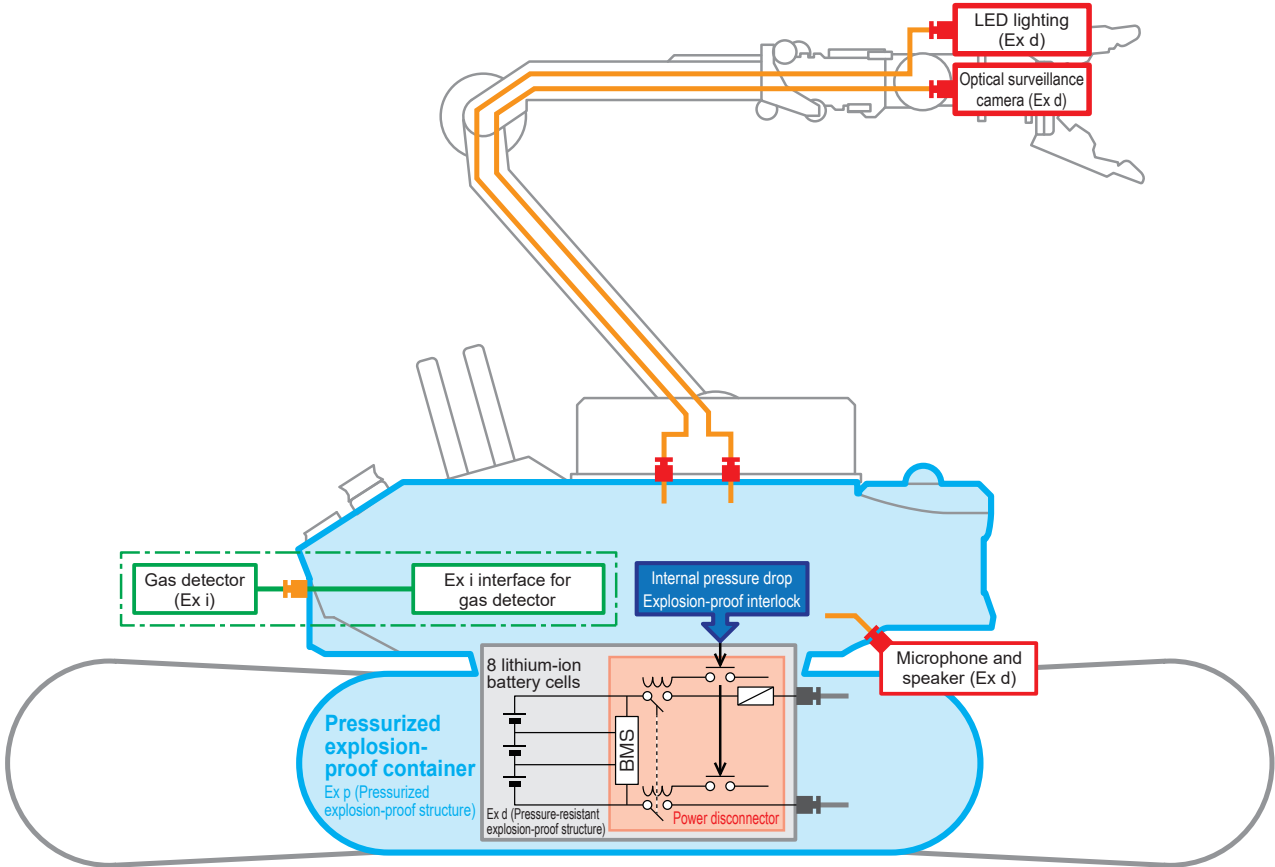 LED lighting
(Ex d)
Optical surveillance
camera (Ex d)
Gas detector
(Ex i)
Ex i interface for
gas detector
Internal pressure drop
Explosion-proof interlock
Microphone and
speaker (Ex d)
8 lithium-ion
battery cells
BMS
Pressurized
explosion-
proof container
Ex p (Pressurized
explosion-proof structure)
Ex d (Pressure-resistant
explosion-proof structure)
Power disconnector